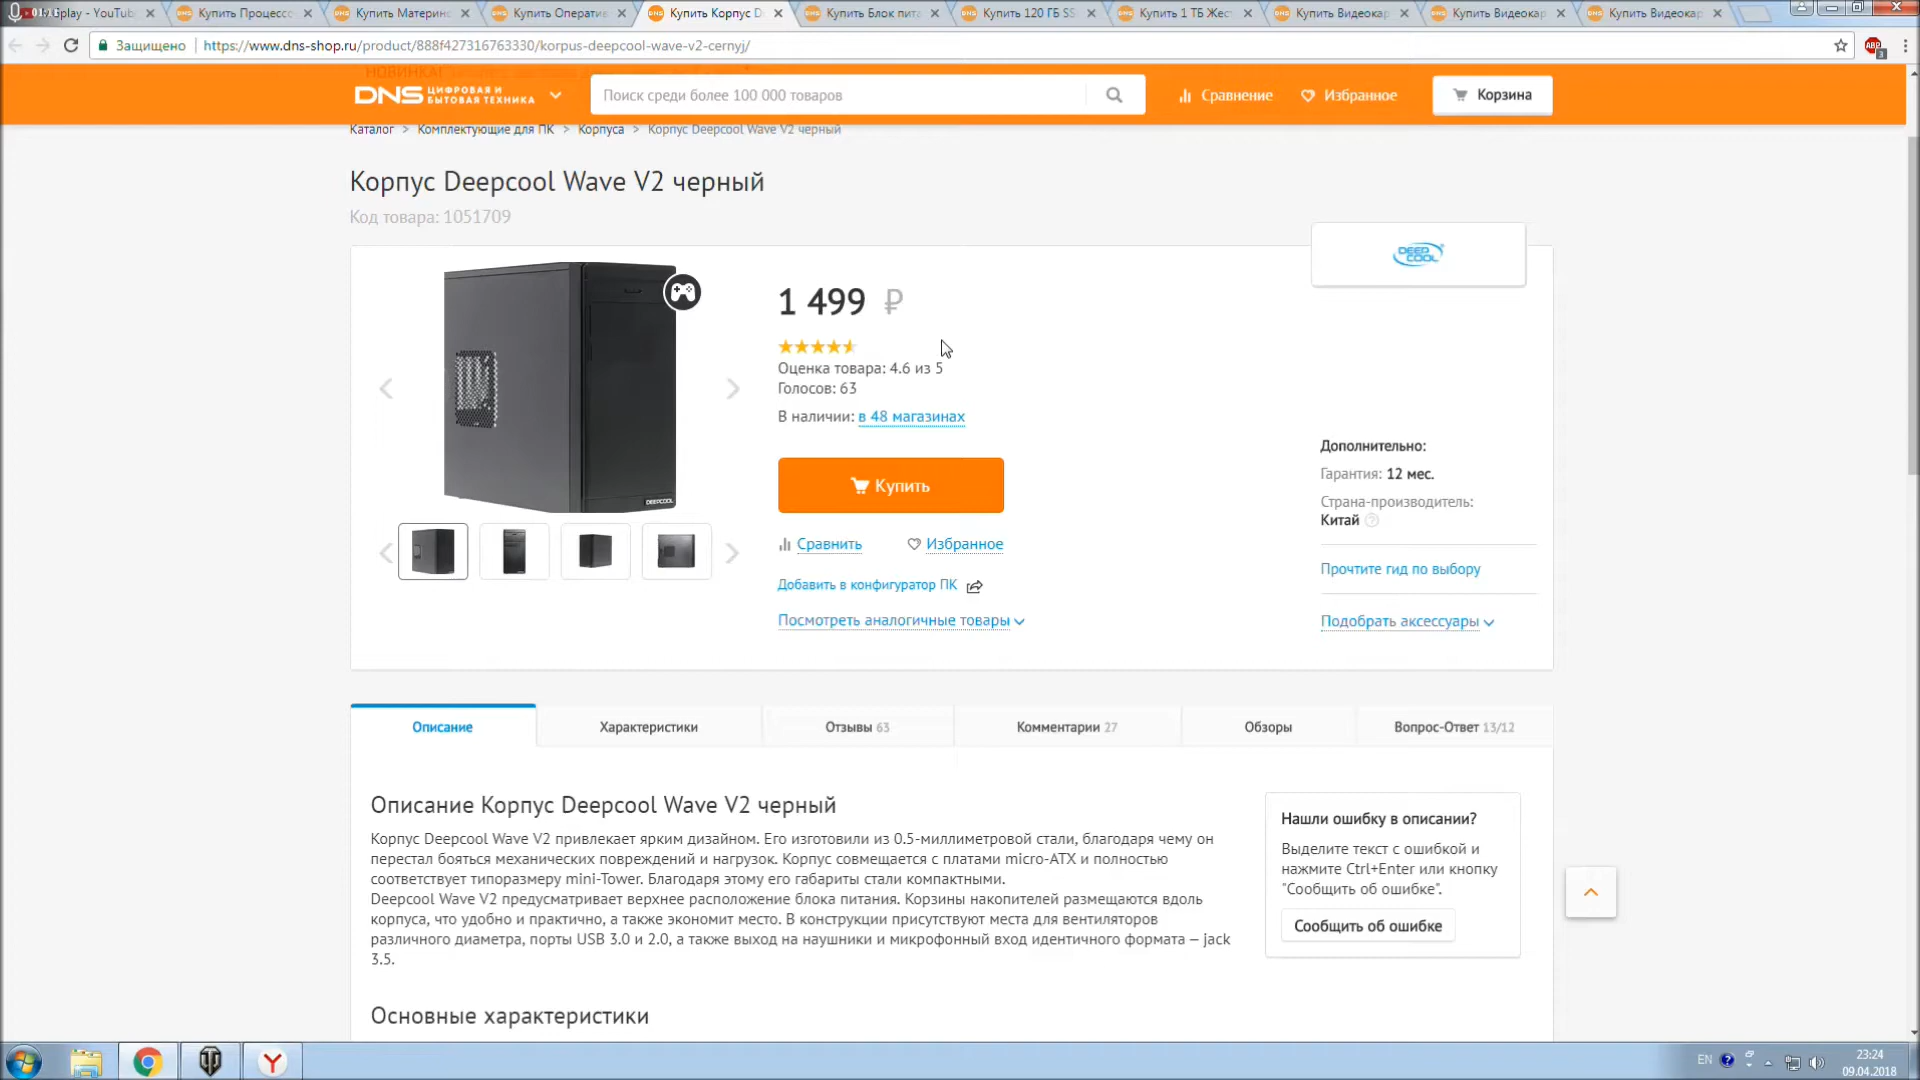 play - YouTub
Купить Процессо
Купить Материнс
Купить Оператив
Купить Корпус D
Купить Блок пита
Купить 120 ГБ SS
Купить 1 ТБ Жест
Купить Видеокар
Купить Видеокар
Купить Видеокар
Защищено
https://www.dns-shop.ru/product/888f427316763330/korpus-deepcool-wave-v2-cernyj/
ABP
3
DNS ЦИФРОВАЯ И
БЫТОВАЯ ТЕХНИКА
Поиск среди более 100 000 товаров
Сравнение
Избранное
Корзина
Каталог > Комплектующие для ПК > Корпуса > Корпус Deepcool Wave V2 черный
Корпус Deepcool Wave V2 черный
Код товара: 1051709
DEEP
COOL
DEEPCOOL
1 499 ₽
Оценка товара: 4.6 из 5
Голосов: 63
В наличии: в 48 магазинах
Купить
Сравнить
Избранное
Добавить в конфигуратор ПК
Посмотреть аналогичные товары
Дополнительно:
Гарантия: 12 мес.
Страна-производитель:
Китай ?
Прочтите гид по выбору
Подобрать аксессуары
Описание
Характеристики
Отзывы 63
Комментарии 27
Обзоры
Вопрос-Ответ 13/12
Описание Корпус Deepcool Wave V2 черный
Корпус Deepcool Wave V2 привлекает ярким дизайном. Его изготовили из 0.5-миллиметровой стали, благодаря чему он
перестал бояться механических повреждений и нагрузок. Корпус совмещается с платами micro-ATX и полностью
соответствует типоразмеру mini-Tower. Благодаря этому его габариты стали компактными.
Deepcool Wave V2 предусматривает верхнее расположение блока питания. Корзины накопителей размещаются вдоль
корпуса, что удобно и практично, а также экономит место. В конструкции присутствуют места для вентиляторов
различного диаметра, порты USB 3.0 и 2.0, а также выход на наушники и микрофонный вход идентичного формата – jack
3.5.
Нашли ошибку в описании?
Выделите текст с ошибкой и
нажмите Ctrl+Enter или кнопку
"Сообщить об ошибке".
Сообщить об ошибке
Основные характеристики
EN
23:24
09.04.2018